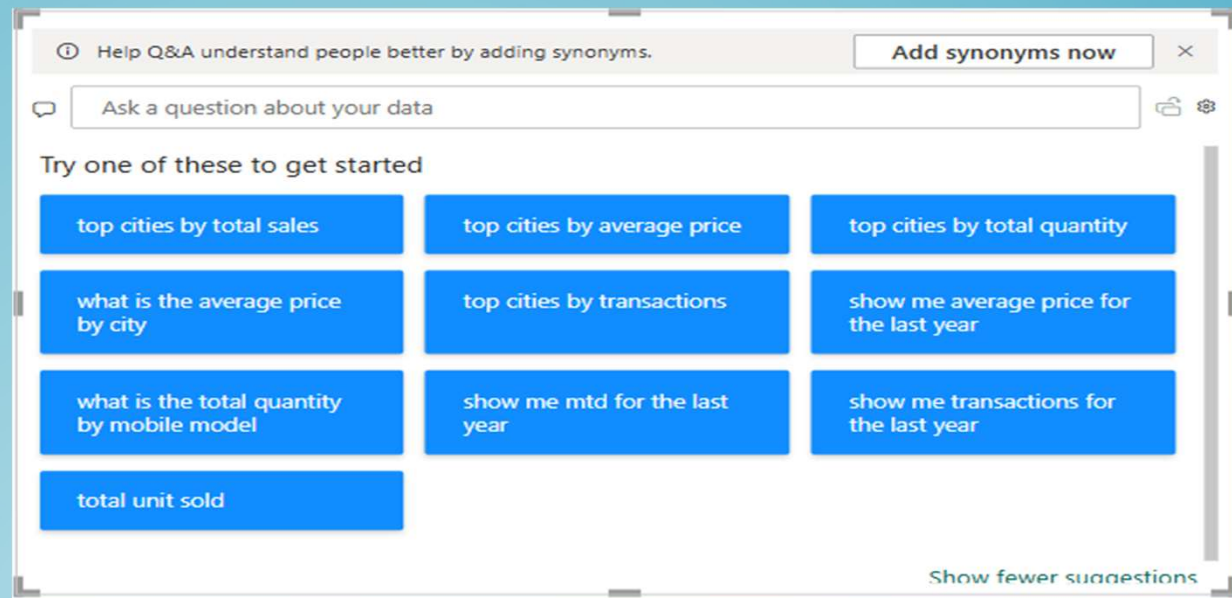 Help Q&A understand people better by adding synonyms.
Add synonyms now
Ask a question about your data
Try one of these to get started
top cities by total sales
top cities by average price
top cities by total quantity
what is the average price
by city
top cities by transactions
show me average price for
the last year
what is the total quantity
by mobile model
show me mtd for the last
year
show me transactions for
the last year
total unit sold
Show fewer suggestions